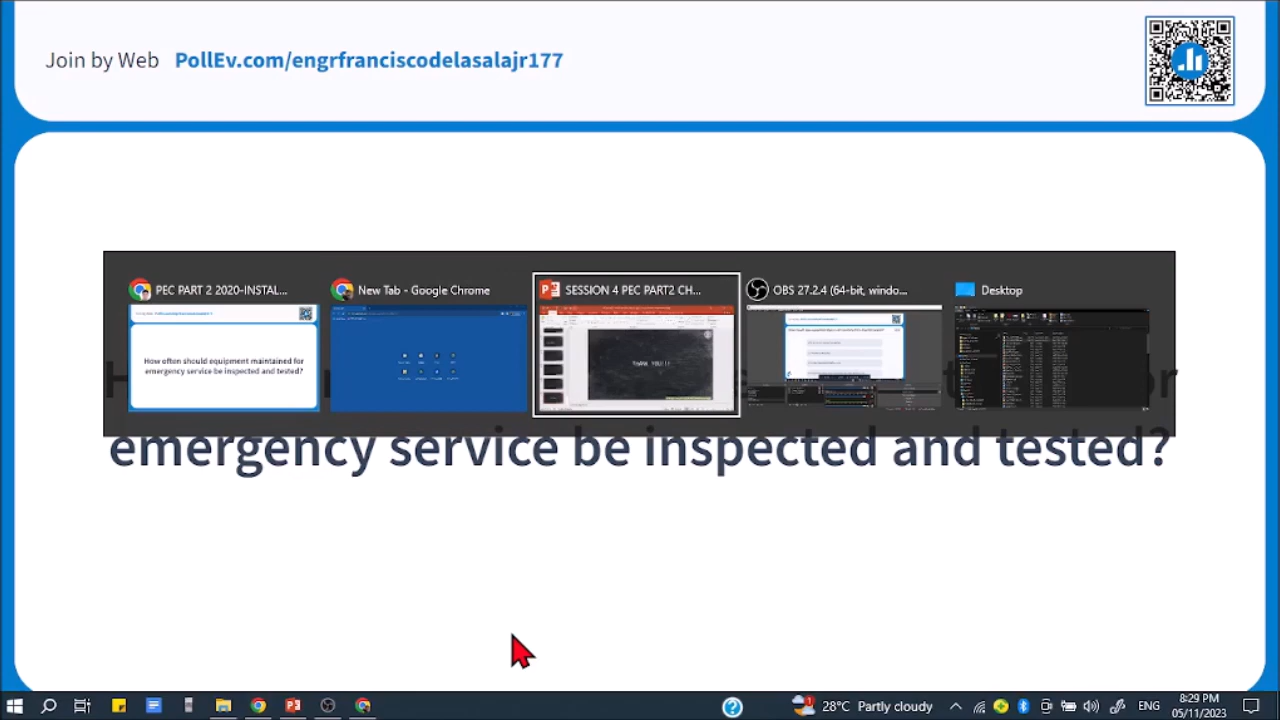 Join by Web PollEv.com/engrfranciscodelasalajr177
PEC PART 2 2020-INSTAL...
New Tab - Google Chrome
SESSION 4 PEC PART2 CH...
OBS 27.2.4 (64-bit, windo...
Desktop
How often should equipment maintained for
emergency service be inspected and tested?
THANK YOU!!!
emergency service be inspected and tested?
28°C Partly cloudy
ENG
8:29 PM
05/11/2023